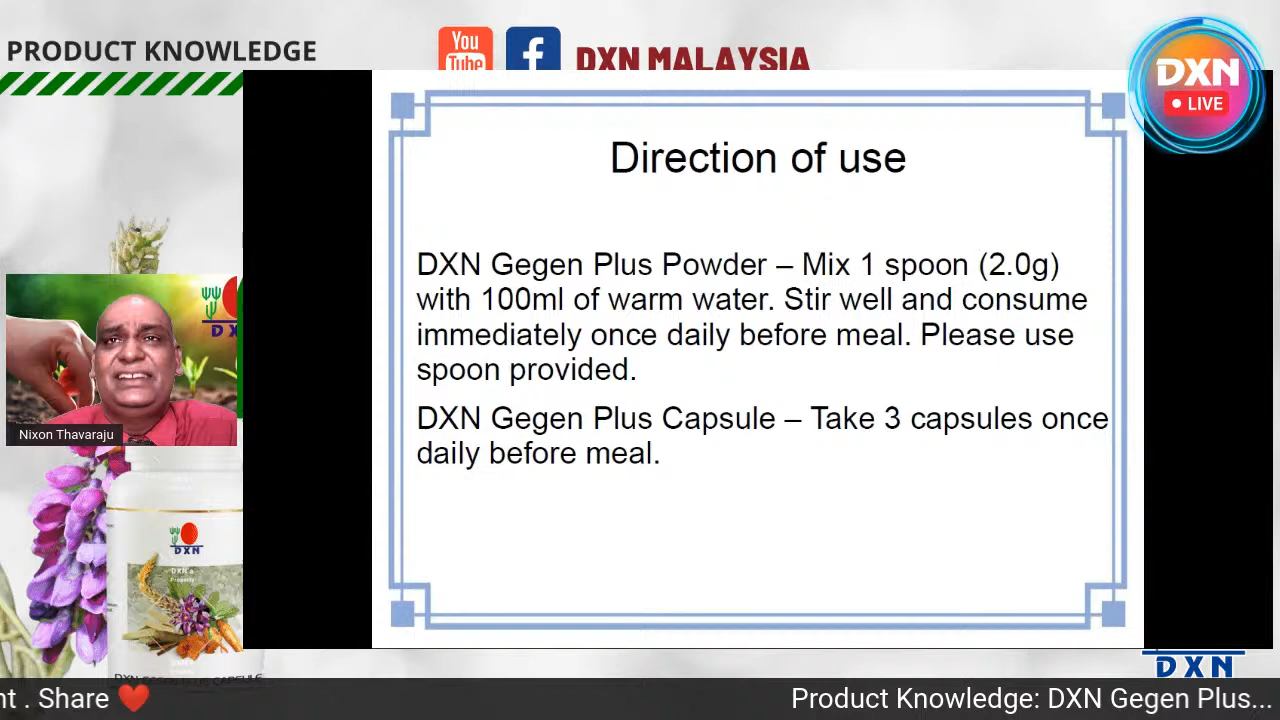 PRODUCT KNOWLEDGE
You
Tube
f
DXN MALAYSIA
DXN
LIVE
Direction of use
DXN Gegen Plus Powder – Mix 1 spoon (2.0g)
with 100ml of warm water. Stir well and consume
immediately once daily before meal. Please use
spoon provided.
DXN Gegen Plus Capsule – Take 3 capsules once
daily before meal.
DXN
Nixon Thavaraju
DXN
DXN
nt . Share
Product Knowledge: DXN Gegen Plus...